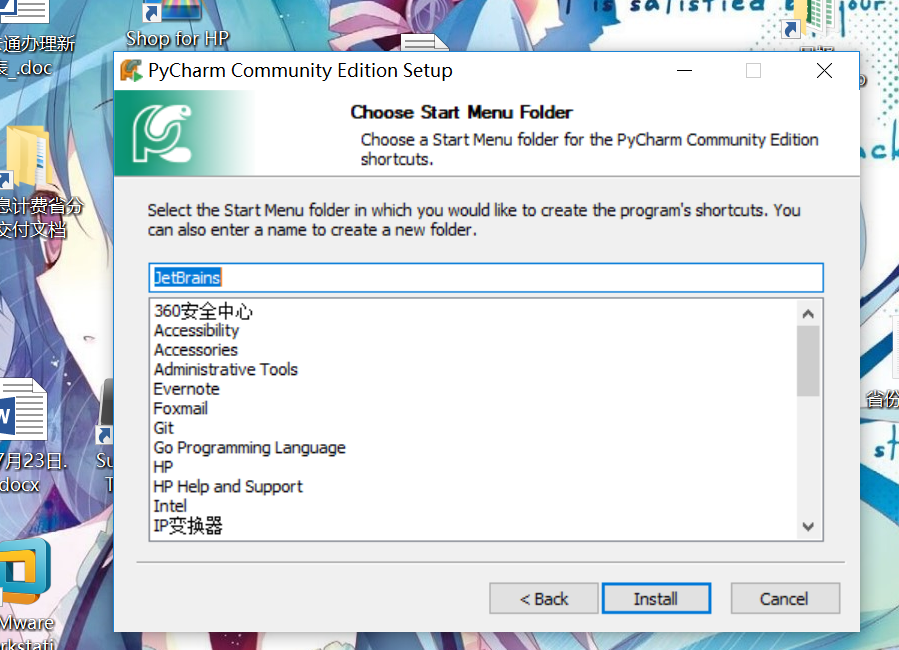 is satisfied
your
Shop for HP
通办理新
表_.doc
PyCharm Community Edition Setup
PC
Choose Start Menu Folder
Choose a Start Menu folder for the PyCharm Community Edition
shortcuts.
息计费省分
交付文档
Select the Start Menu folder in which you would like to create the program's shortcuts. You
can also enter a name to create a new folder.
JetBrains
360安全中心
Accessibility
Accessories
Administrative Tools
Evernote
Foxmail
Git
Go Programming Language
HP
HP Help and Support
Intel
IP变换器
W
7月23日.
docx
Su
T
省份
st
Mware
rkstati
< Back
Install
Cancel